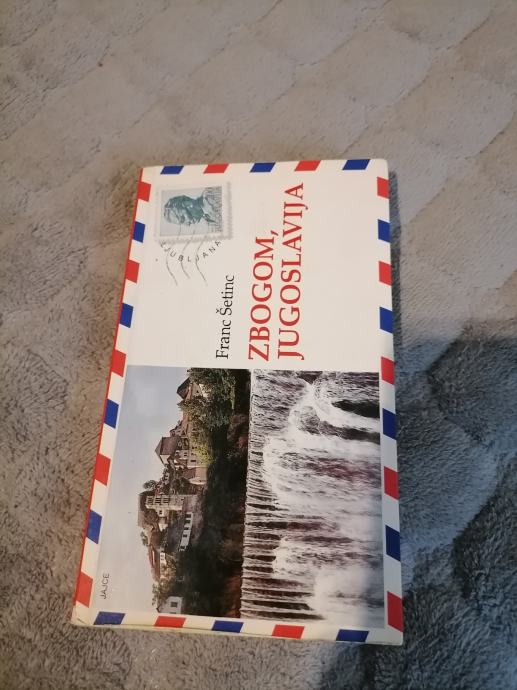 LJUBLJANA
Franc Šetinc
ZBOGOM,
JUGOSLAVIJA
JAJCE